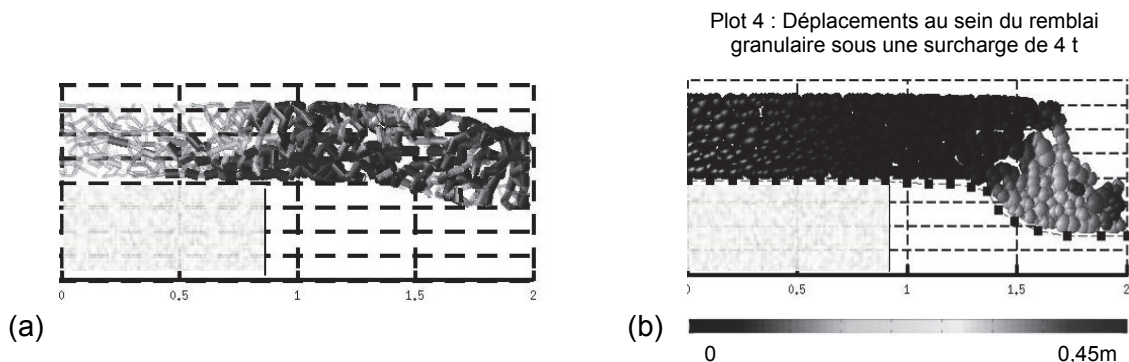 Plot 4 : Déplacements au sein du remblai
granulaire sous une surcharge de 4 t
0 0.5 1 1.5 2
(a)
0 0.5 1 1.5 2
(b)
0 0.45m